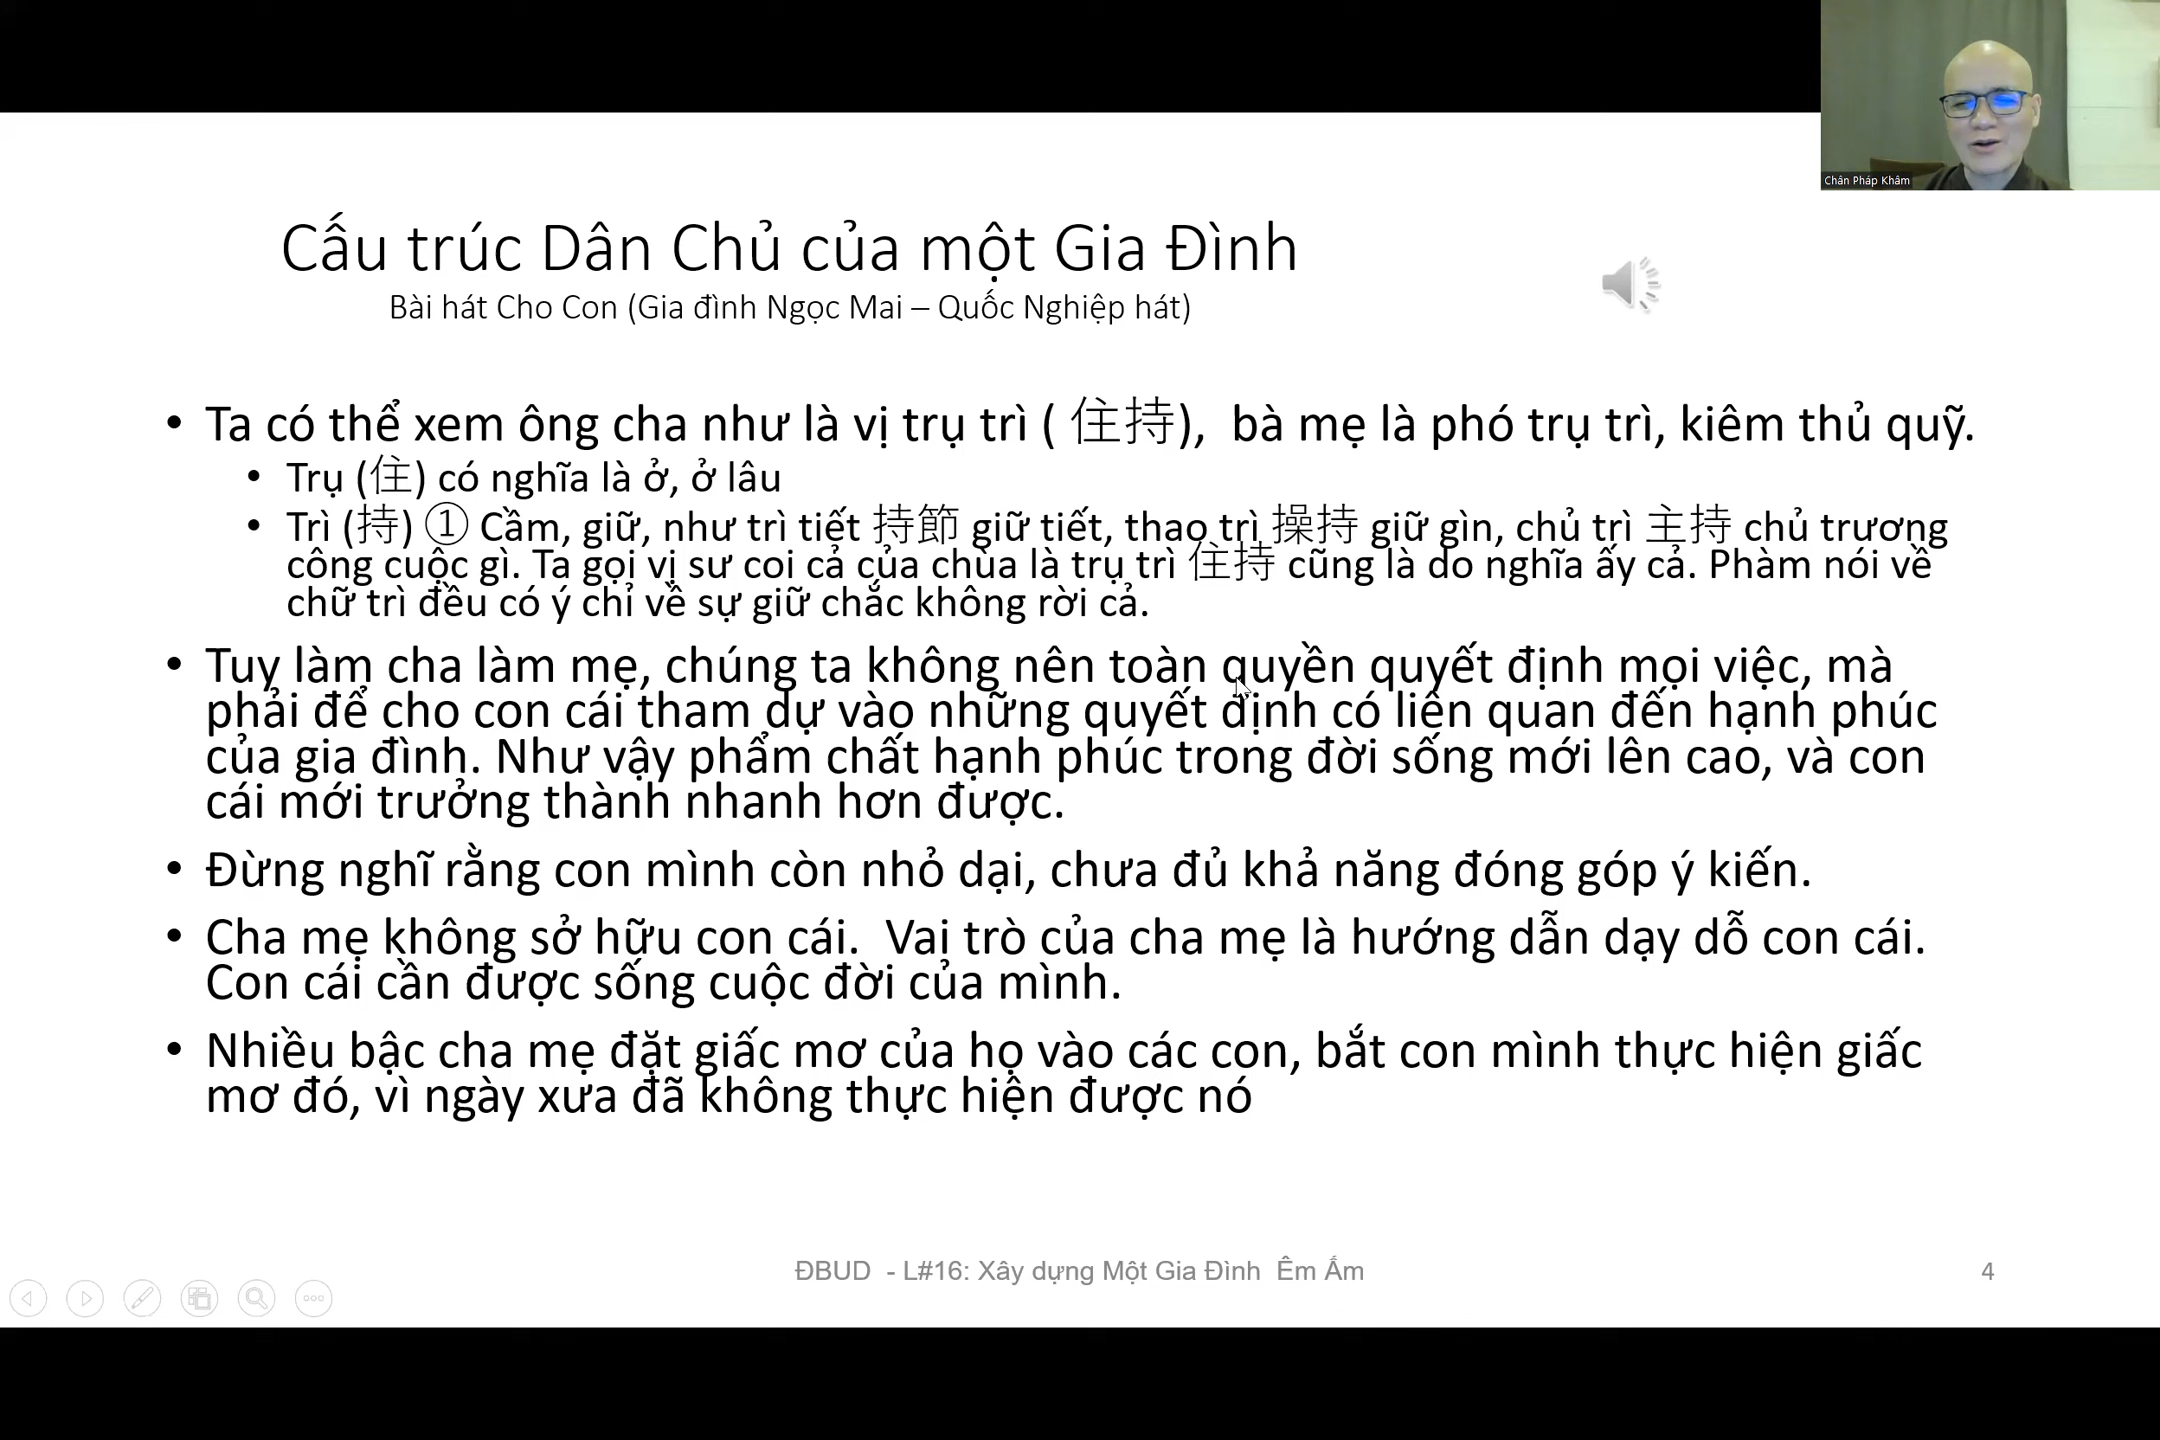 Chân Pháp Khâm
Cấu trúc Dân Chủ của một Gia Đình
Bài hát Cho Con (Gia đình Ngọc Mai – Quốc Nghiệp hát)
• Ta có thể xem ông cha như là vị trụ trì ( 住持),  bà mẹ là phó trụ trì, kiêm thủ quỹ.
• Trụ (住) có nghĩa là ở, ở lâu
• Trì (持) ① Cầm, giữ, như trì tiết 持節 giữ tiết, thao trì 操持 giữ gìn, chủ trì 主持 chủ trương
công cuộc gì. Ta gọi vị sư coi cả của chùa là trụ trì 住持 cũng là do nghĩa ấy cả. Phàm nói về
chữ trì đều có ý chỉ về sự giữ chắc không rời cả.
• Tuy làm cha làm mẹ, chúng ta không nên toàn quyền quyết định mọi việc, mà
phải để cho con cái tham dự vào những quyết định có liên quan đến hạnh phúc
của gia đình. Như vậy phẩm chất hạnh phúc trong đời sống mới lên cao, và con
cái mới trưởng thành nhanh hơn được.
• Đừng nghĩ rằng con mình còn nhỏ dại, chưa đủ khả năng đóng góp ý kiến.
• Cha mẹ không sở hữu con cái.  Vai trò của cha mẹ là hướng dẫn dạy dỗ con cái.
Con cái cần được sống cuộc đời của mình.
• Nhiều bậc cha mẹ đặt giấc mơ của họ vào các con, bắt con mình thực hiện giấc
mơ đó, vì ngày xưa đã không thực hiện được nó
ĐBUD  - L#16: Xây dựng Một Gia Đình  Êm Ấm
4